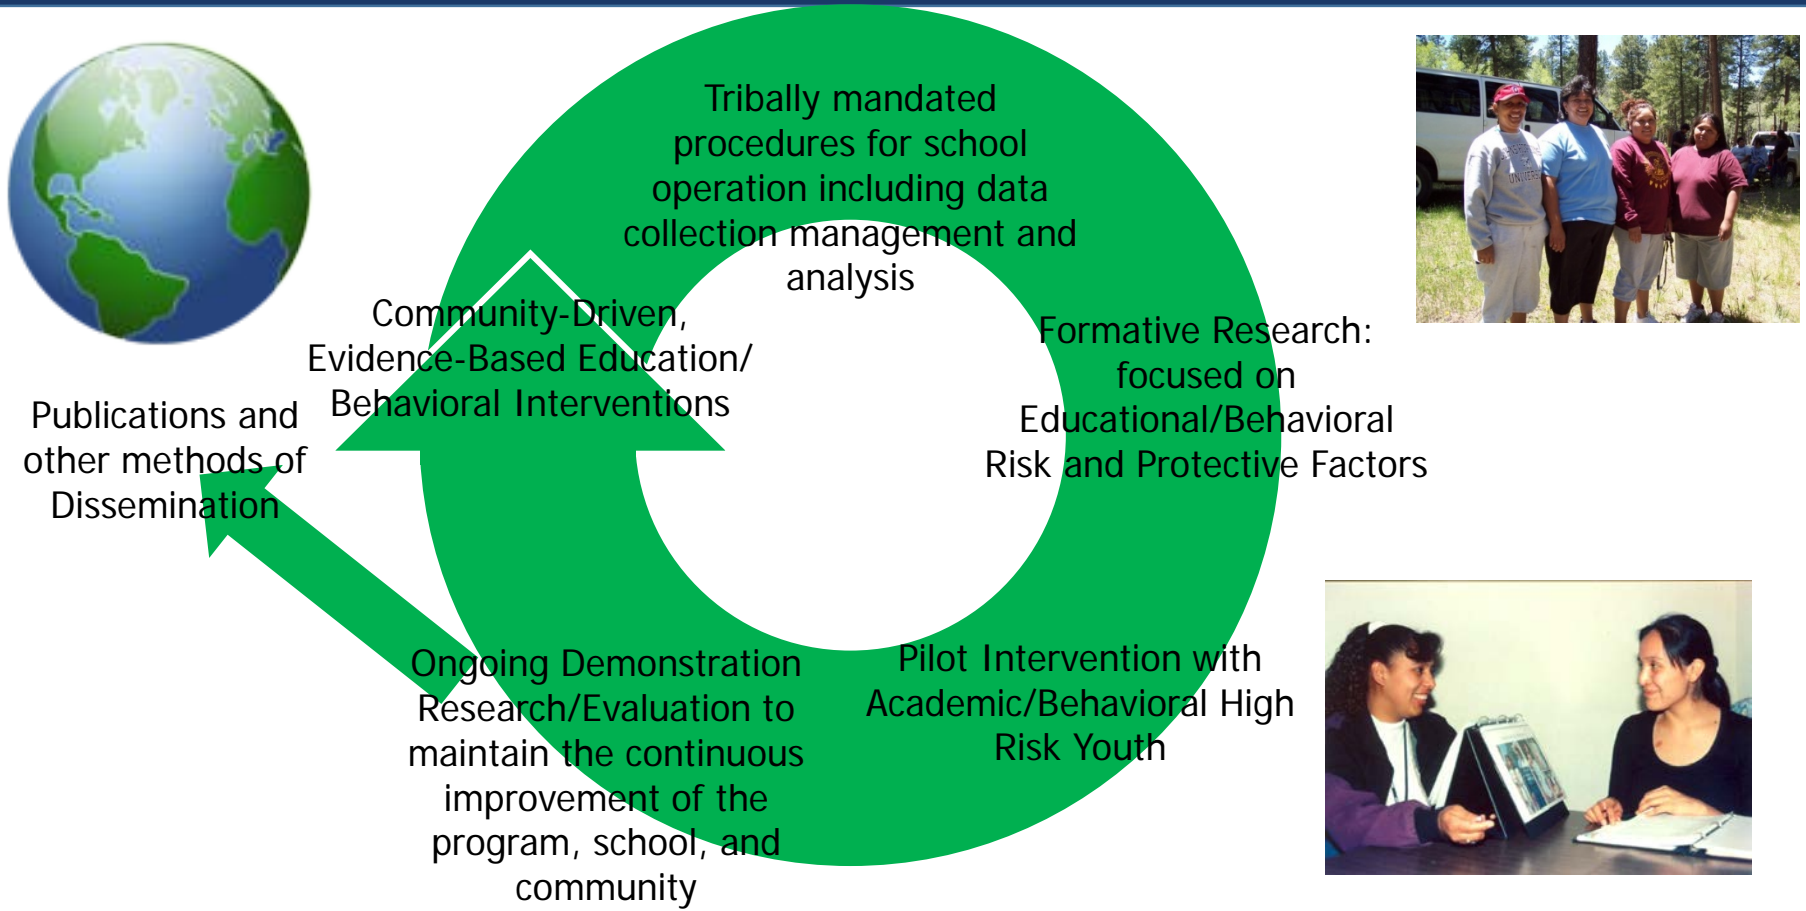 Tribally mandated
procedures for school
operation including data
collection management and
analysis
Formative Research:
focused on
Educational/Behavioral
Risk and Protective Factors
Pilot Intervention with
Academic/Behavioral High
Risk Youth
Ongoing Demonstration
Research/Evaluation to
maintain the continuous
improvement of the
program, school, and
community
Community-Driven,
Evidence-Based Education/
Behavioral Interventions
Publications and
other methods of
Dissemination